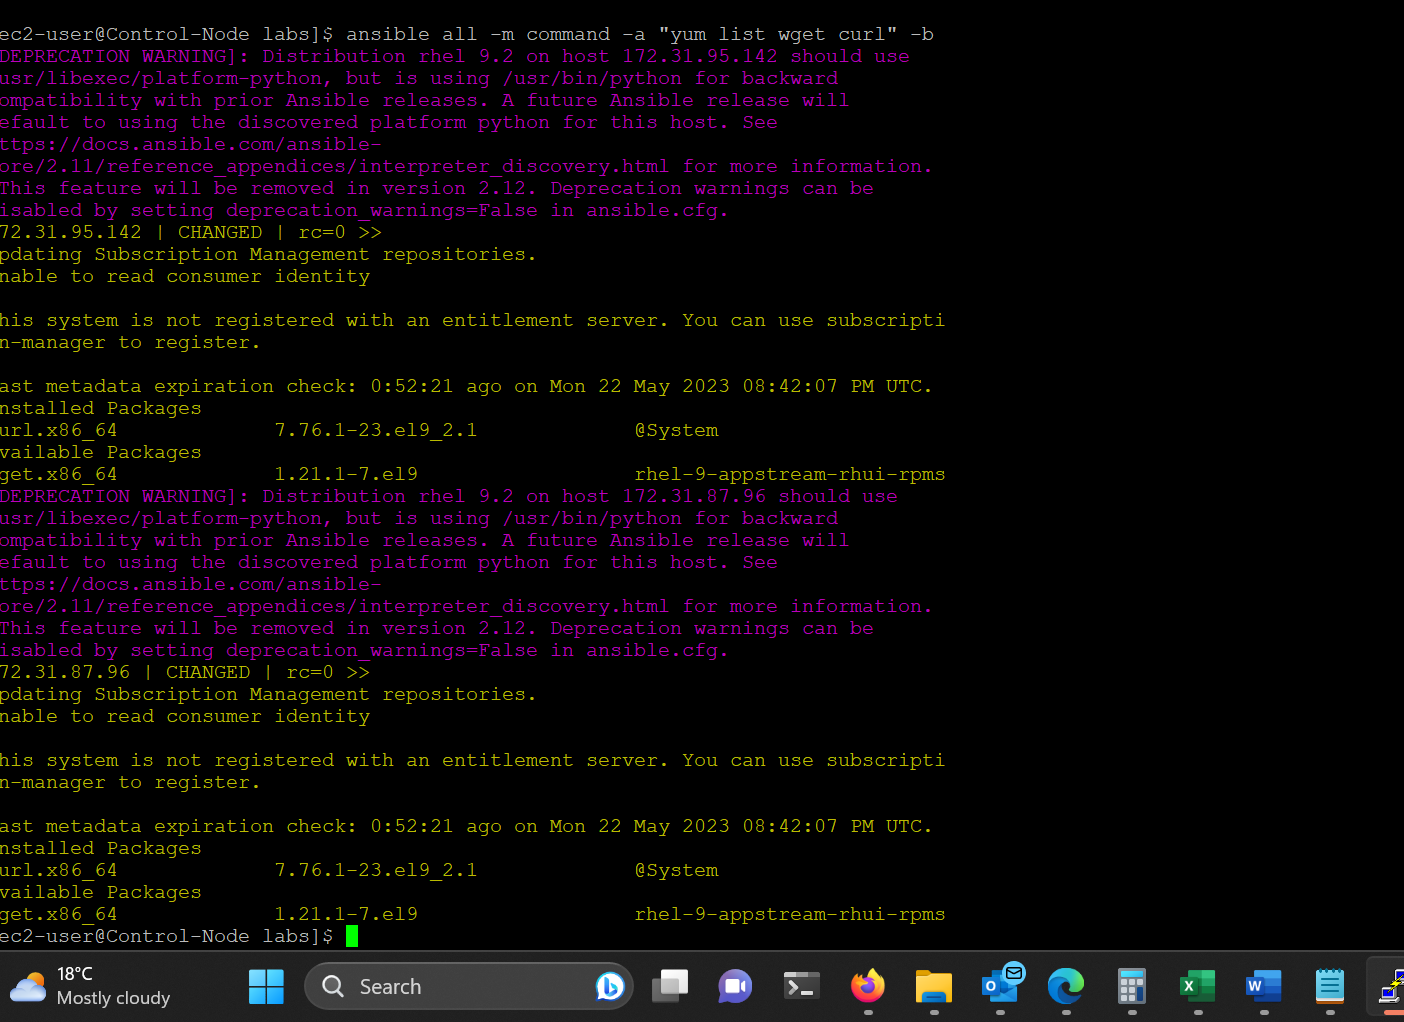 ec2-user@Control-Node labs]$ ansible all -m command -a "yum list wget curl" -b
DEPRECATION WARNING]: Distribution rhel 9.2 on host 172.31.95.142 should use
usr/libexec/platform-python, but is using /usr/bin/python for backward
ompatibility with prior Ansible releases. A future Ansible release will
efault to using the discovered platform python for this host. See
ttps://docs.ansible.com/ansible-
ore/2.11/reference_appendices/interpreter_discovery.html for more information.
This feature will be removed in version 2.12. Deprecation warnings can be
isabled by setting deprecation_warnings=False in ansible.cfg.
72.31.95.142 | CHANGED | rc=0 >>
pdating Subscription Management repositories.
nable to read consumer identity
his system is not registered with an entitlement server. You can use subscripti
n-manager to register.
ast metadata expiration check: 0:52:21 ago on Mon 22 May 2023 08:42:07 PM UTC.
nstalled Packages
url.x86_64 7.76.1-23.el9_2.1 @System
vailable Packages
get.x86_64 1.21.1-7.el9 rhel-9-appstream-rhui-rpms
DEPRECATION WARNING]: Distribution rhel 9.2 on host 172.31.87.96 should use
usr/libexec/platform-python, but is using /usr/bin/python for backward
ompatibility with prior Ansible releases. A future Ansible release will
efault to using the discovered platform python for this host. See
ttps://docs.ansible.com/ansible-
ore/2.11/reference_appendices/interpreter_discovery.html for more information.
This feature will be removed in version 2.12. Deprecation warnings can be
isabled by setting deprecation_warnings=False in ansible.cfg.
72.31.87.96 | CHANGED | rc=0 >>
pdating Subscription Management repositories.
nable to read consumer identity
his system is not registered with an entitlement server. You can use subscripti
n-manager to register.
ast metadata expiration check: 0:52:21 ago on Mon 22 May 2023 08:42:07 PM UTC.
nstalled Packages
url.x86_64 7.76.1-23.el9_2.1 @System
vailable Packages
get.x86_64 1.21.1-7.el9 rhel-9-appstream-rhui-rpms
ec2-user@Control-Node labs]$
18°C
Mostly cloudy
Search